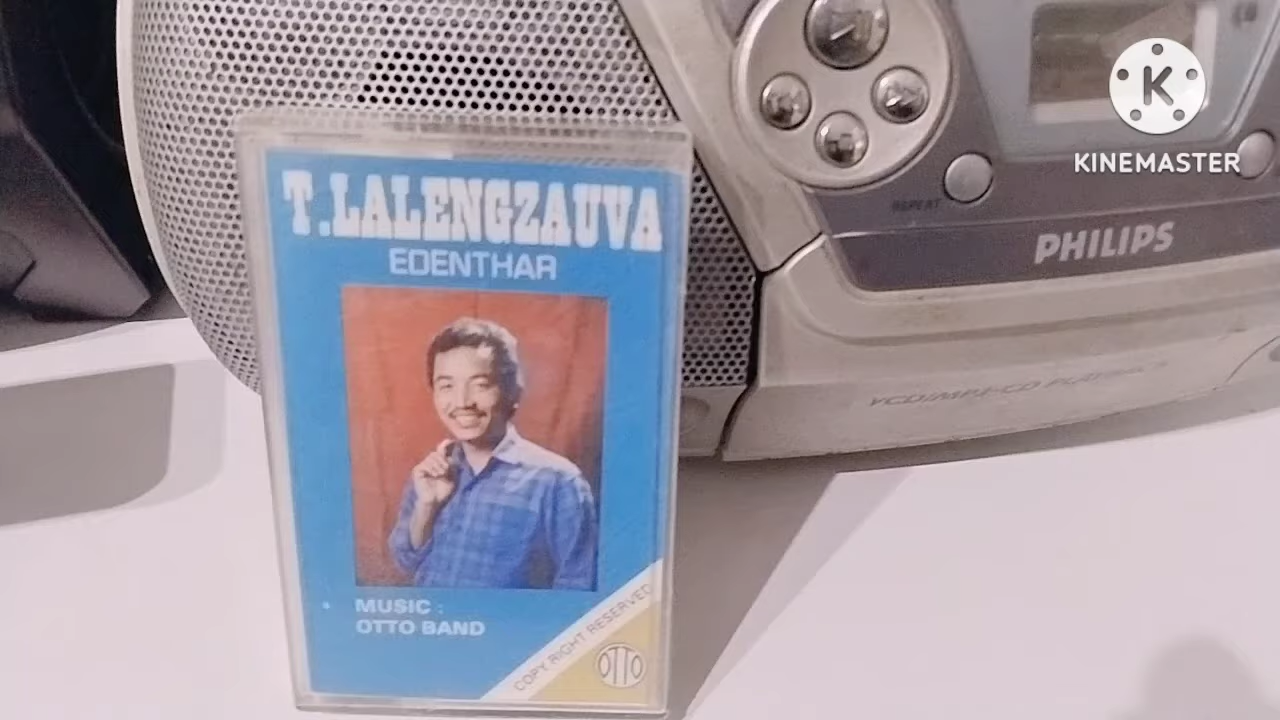 T.LALENGZAUVA
EDENTHAR
MUSIC :
OTTO BAND
COPY RIGHT RESERVED
OTTO
REPEAT
PHILIPS
K
KINEMASTER